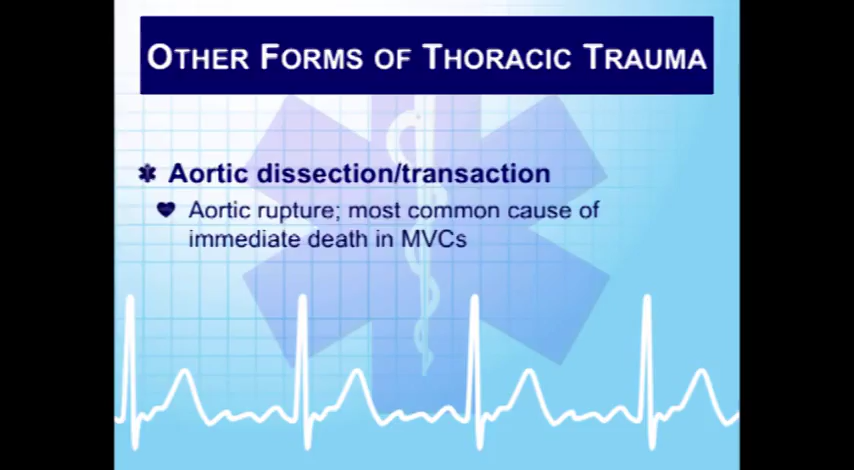 OTHER FORMS OF THORACIC TRAUMA
Aortic dissection/transaction
Aortic rupture; most common cause of
immediate death in MVCs